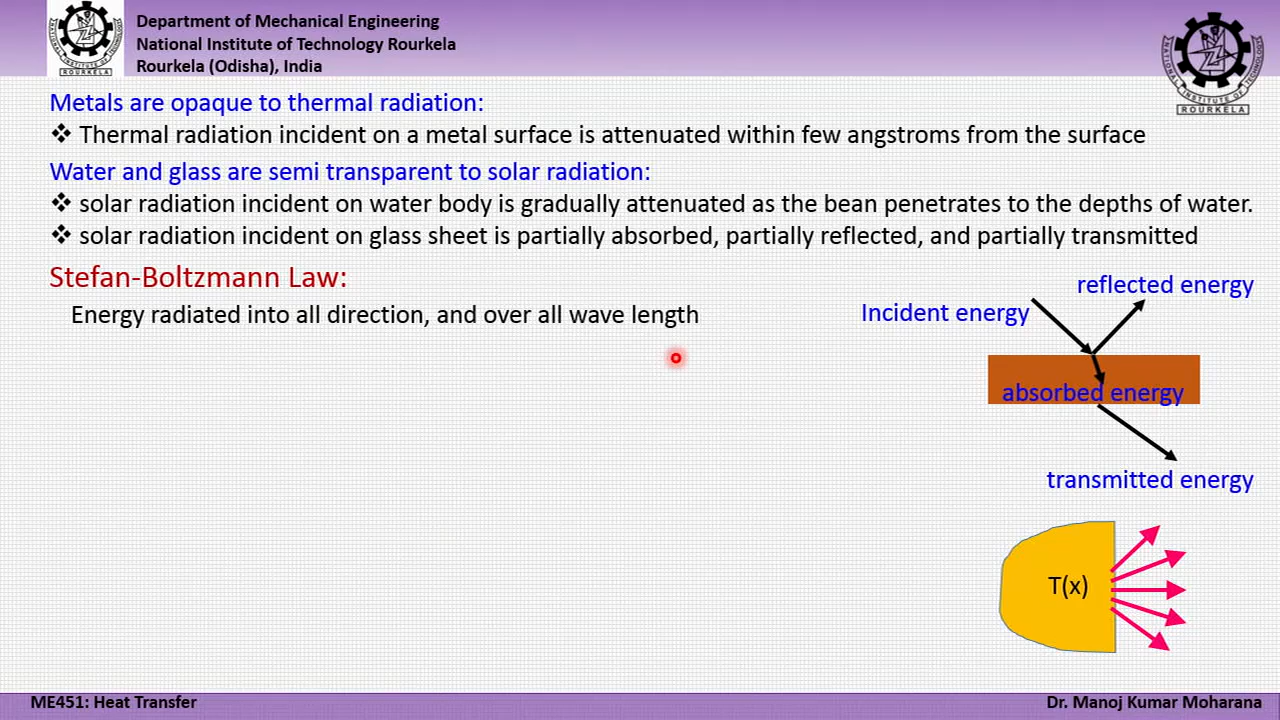 Department of Mechanical Engineering
National Institute of Technology Rourkela
Rourkela (Odisha), India
ROURKELA
ROURKELA
Metals are opaque to thermal radiation:
❖ Thermal radiation incident on a metal surface is attenuated within few angstroms from the surface
Water and glass are semi transparent to solar radiation:
❖ solar radiation incident on water body is gradually attenuated as the bean penetrates to the depths of water.
❖ solar radiation incident on glass sheet is partially absorbed, partially reflected, and partially transmitted
Stefan-Boltzmann Law:
Energy radiated into all direction, and over all wave length
reflected energy
Incident energy
absorbed energy
transmitted energy
T(x)
ME451: Heat Transfer
Dr. Manoj Kumar Moharana